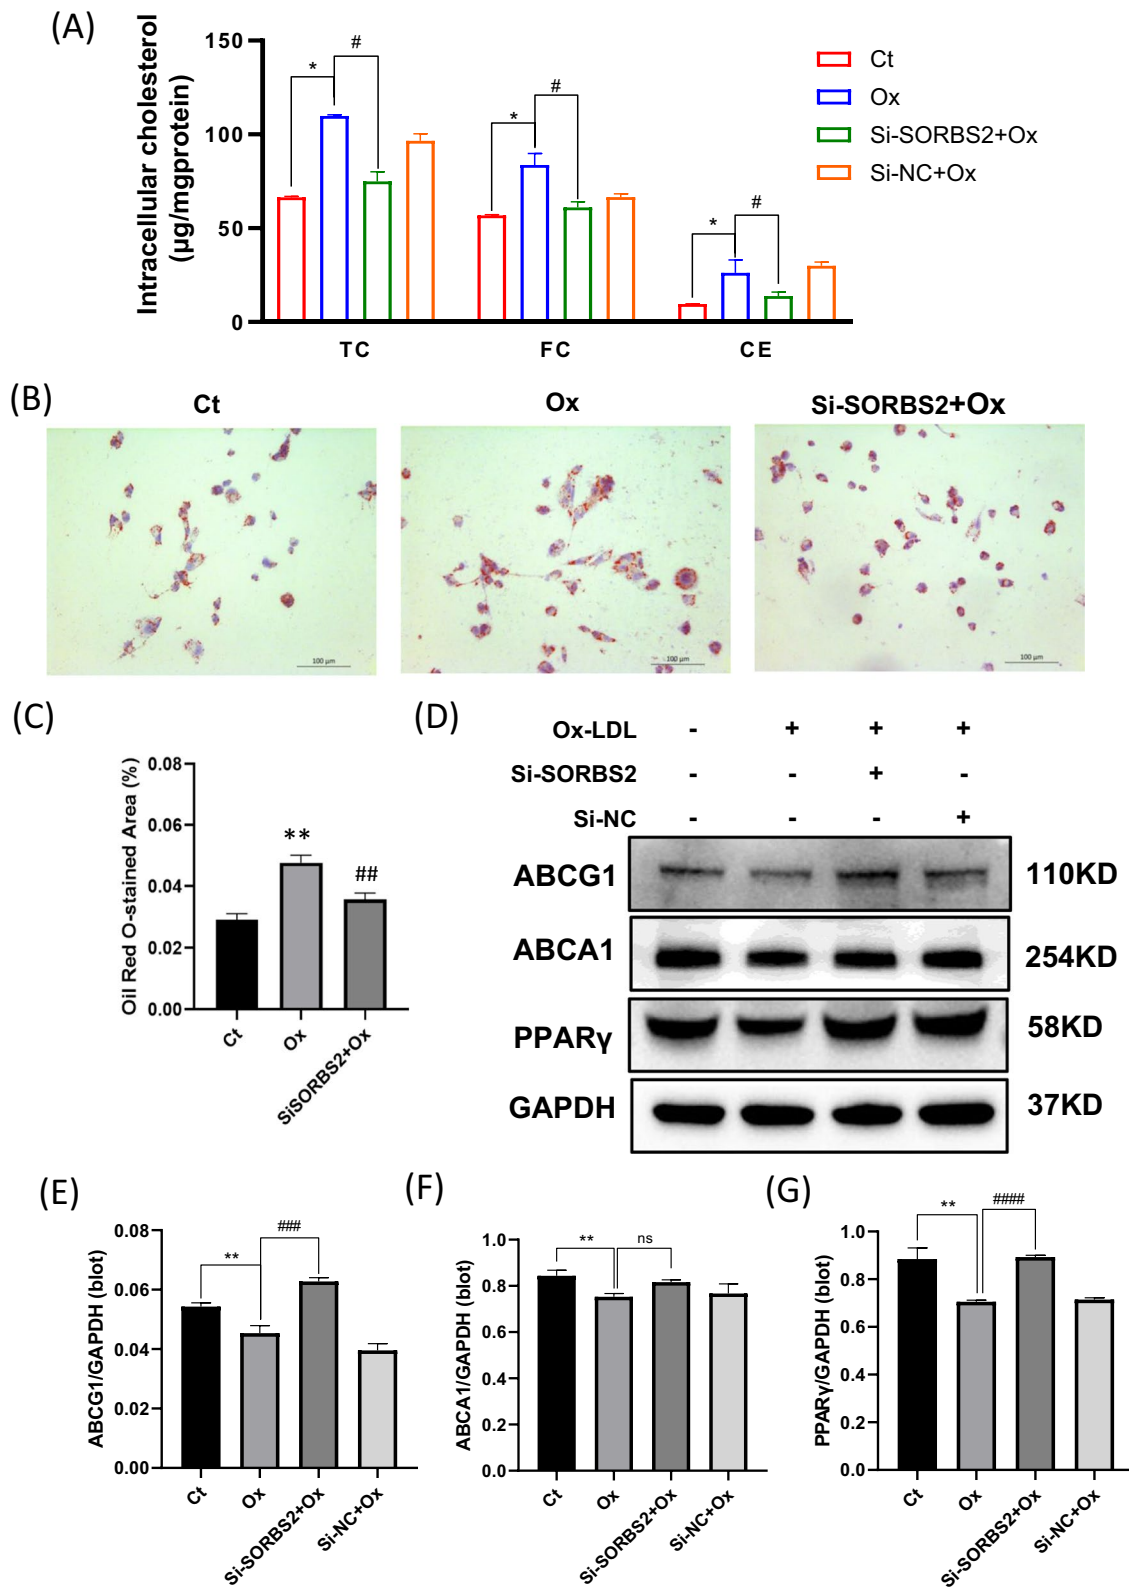 (A)
Intracellular cholesterol
(μg/mgprotein)
150
100
50
0
* #
* #
* #
TC FC CE
Ct
Ox
Si-SORBS2+Ox
Si-NC+Ox
(B)
Ct Ox Si-SORBS2+Ox
100 μm 100 μm 100 μm
(C)
Oil Red O-stained Area (%)
0.08
0.06
0.04
0.02
0.00
** ##
Ct Ox SiSORBS2+Ox
(D)
Ox-LDL - + + +
Si-SORBS2 - - + -
Si-NC - - - +
ABCG1 110KD
ABCA1 254KD
PPARγ 58KD
GAPDH 37KD
(E)
ABCG1/GAPDH (blot)
0.08
0.06
0.04
0.02
0.00
** ###
Ct Ox Si-SORBS2+Ox Si-NC+Ox
(F)
ABCA1/GAPDH (blot)
1.0
0.8
0.6
0.4
0.2
0.0
** ns
Ct Ox Si-SORBS2+Ox Si-NC+Ox
(G)
PPARγ/GAPDH (blot)
1.0
0.8
0.6
0.4
0.2
0.0
** ####
Ct Ox Si-SORBS2+Ox Si-NC+Ox